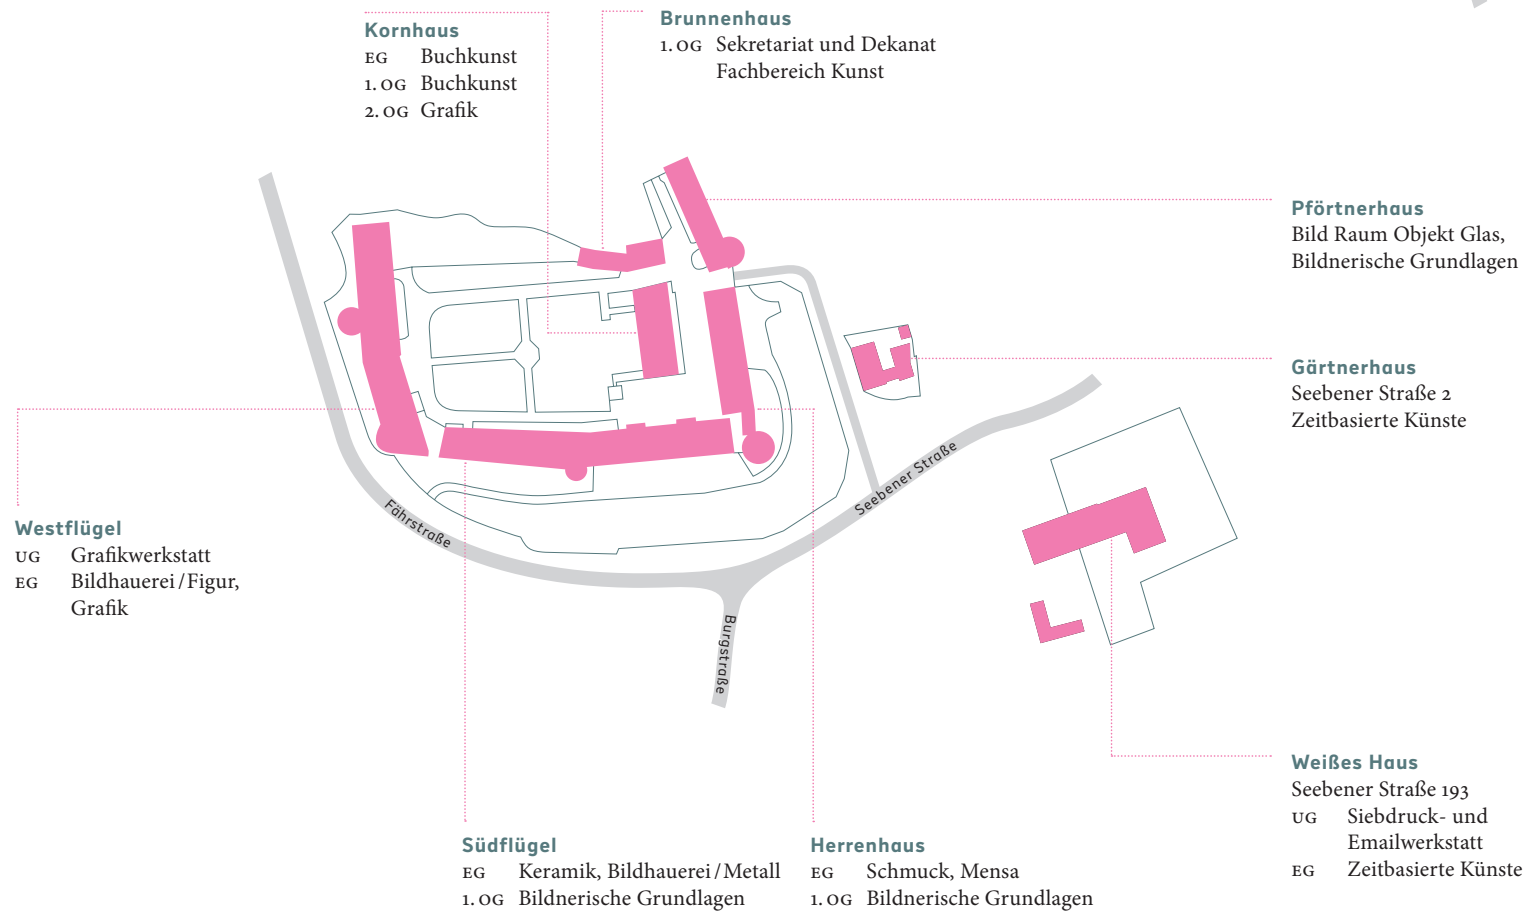 Kornhaus
EG Buchkunst
1. OG Buchkunst
2. OG Grafik
Brunnenhaus
1. OG Sekretariat und Dekanat
Fachbereich Kunst
Pförtnerhaus
Bild Raum Objekt Glas,
Bildnerische Grundlagen
Gärtnerhaus
Seebener Straße 2
Zeitbasierte Künste
Seebener Straße
Fährstraße
Burgstraße
Westflügel
UG Grafikwerkstatt
EG Bildhauerei / Figur,
Grafik
Weißes Haus
Seebener Straße 193
UG Siebdruck- und
Emailwerkstatt
EG Zeitbasierte Künste
Südflügel
EG Keramik, Bildhauerei / Metall
1. OG Bildnerische Grundlagen
Herrenhaus
EG Schmuck, Mensa
1. OG Bildnerische Grundlagen